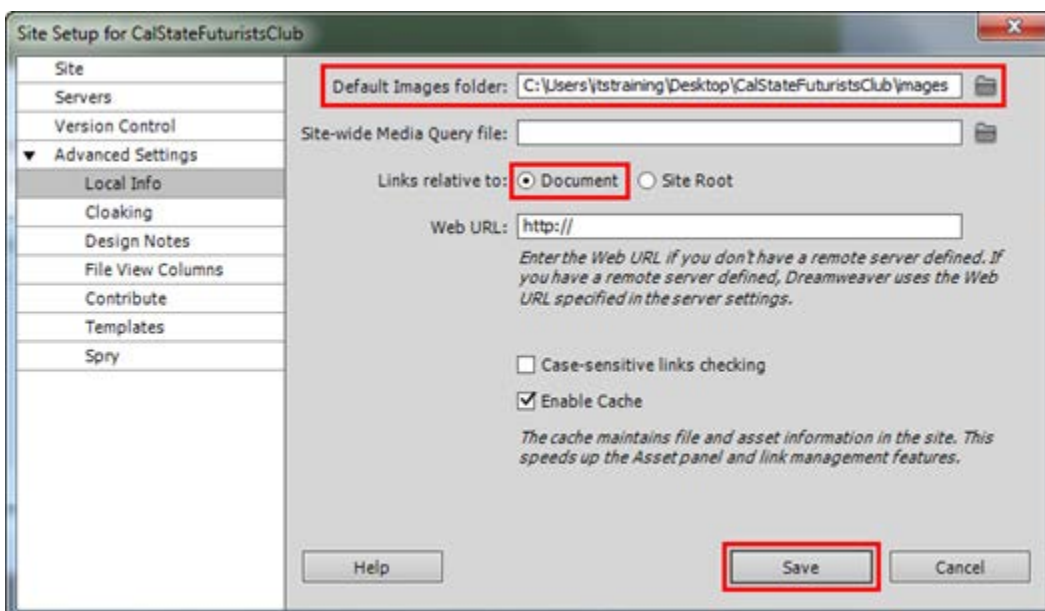 Site Setup for CalStateFuturistsClub
Site
Servers
Version Control
Advanced Settings
Local Info
Cloaking
Design Notes
File View Columns
Contribute
Templates
Spry
Default Images folder: C:\Users\itstraining\Desktop\CalStateFuturistsClub\images
Site-wide Media Query file:
Links relative to: Document Site Root
Web URL: http://
Enter the Web URL if you don't have a remote server defined. If
you have a remote server defined, Dreamweaver uses the Web
URL specified in the server settings.
Case-sensitive links checking
Enable Cache
The cache maintains file and asset information in the site. This
speeds up the Asset panel and link management features.
Help Save Cancel